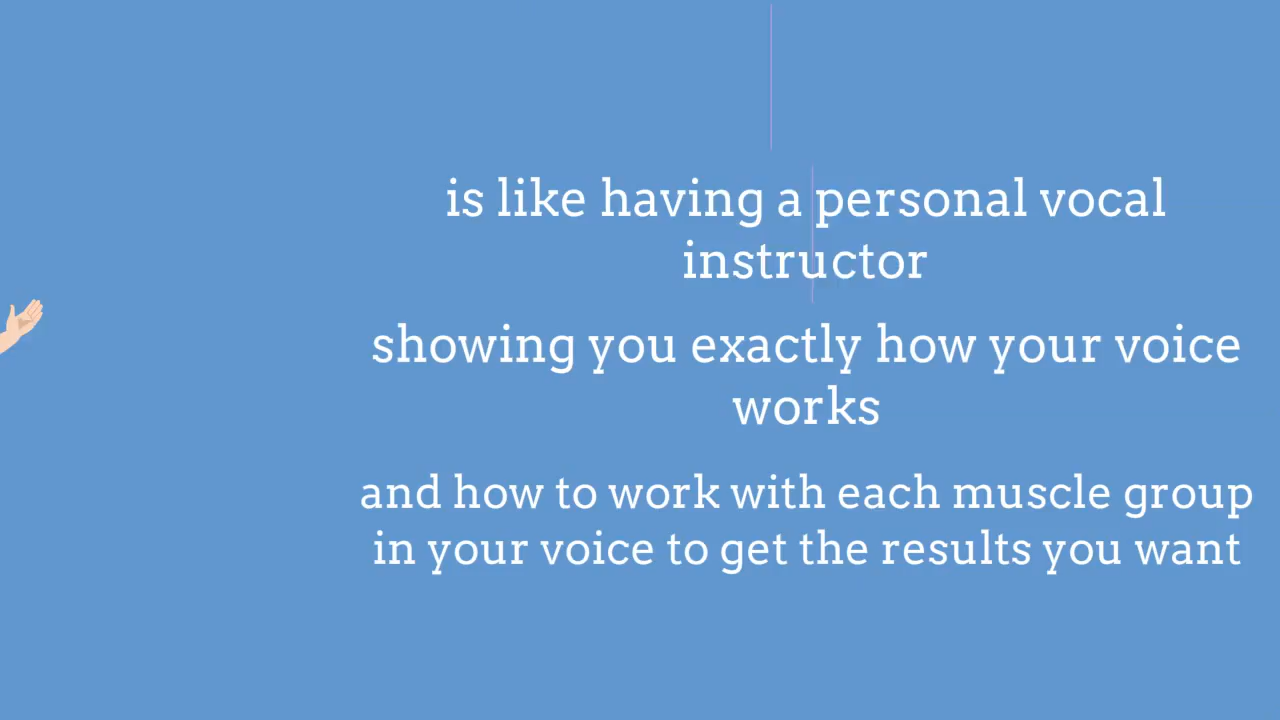 is like having a personal vocal
instructor
showing you exactly how your voice
works
and how to work with each muscle group
in your voice to get the results you want